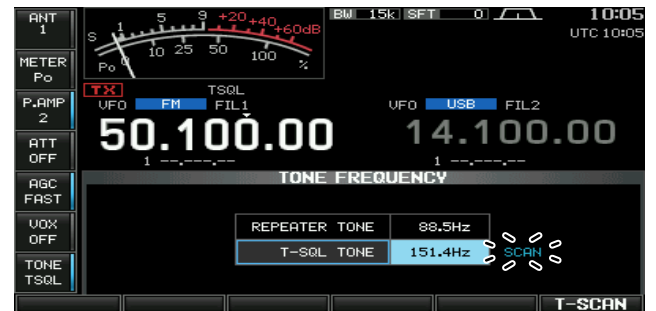 ANT
1
METER
Po
P.AMP
2
ATT
OFF
AGC
FAST
VOX
OFF
TONE
TSQL
S 1 5 9 +20 +40 +60dB
Po 0 10 25 50 100 %
BW 15k SFT 0
10:05
UTC 10:05
TX TSQL
VFO FM FIL1
VFO USB FIL2
50.100.00
14.100.00
1 --.---.--
1 --.---.--
TONE FREQUENCY
REPEATER TONE 88.5Hz
T-SQL TONE 151.4Hz SCAN
T-SCAN